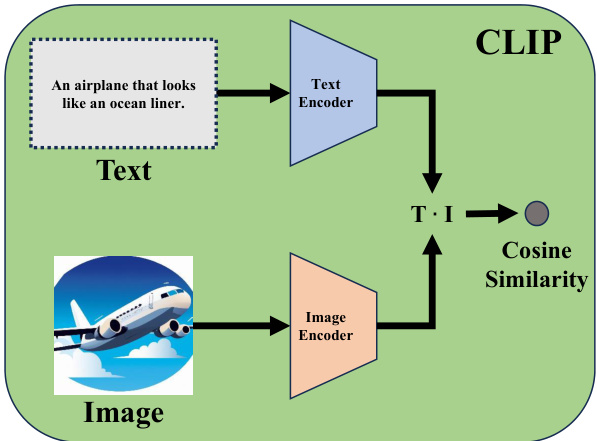 CLIP
An airplane that looks
like an ocean liner.
Text
Encoder
Text
T · I
Cosine
Similarity
Image
Encoder
Image